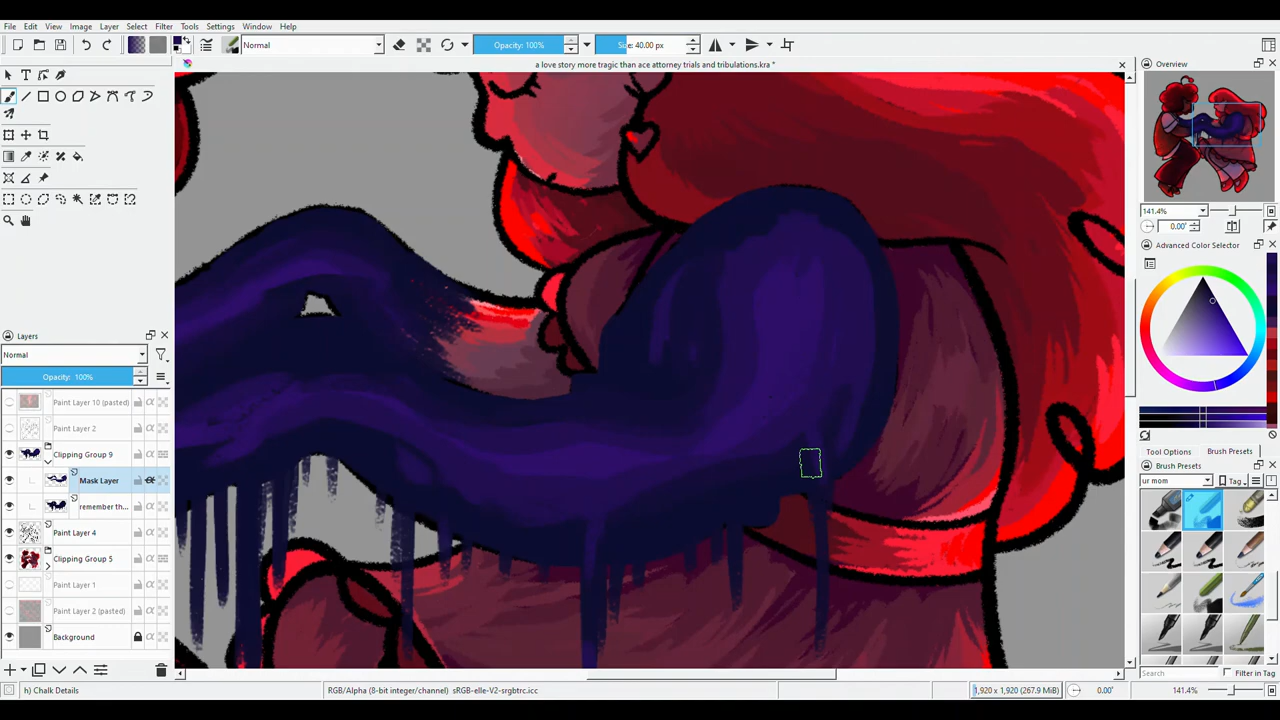 File Edit View Image Layer Select Filter Tools Settings Window Help
Normal
Opacity: 100%
Size: 40.00 px
a love story more tragic than ace attorney trials and tribulations.kra *
Overview
141.4%
0.00°
Advanced Color Selector
Layers
Normal
Opacity: 100%
Paint Layer 10 (pasted)
Paint Layer 2
Clipping Group 9
Mask Layer
remember th...
Paint Layer 4
Clipping Group 5
Paint Layer 1
Paint Layer 2 (pasted)
Background
Tool Options Brush Presets
Brush Presets
ur mom
Tag
Search
Filter in Tag
h) Chalk Details
RGB/Alpha (8-bit integer/channel) sRGB-elle-V2-srgbtrc.icc
1,920 x 1,920 (267.9 MiB)
0.00°
141.4%